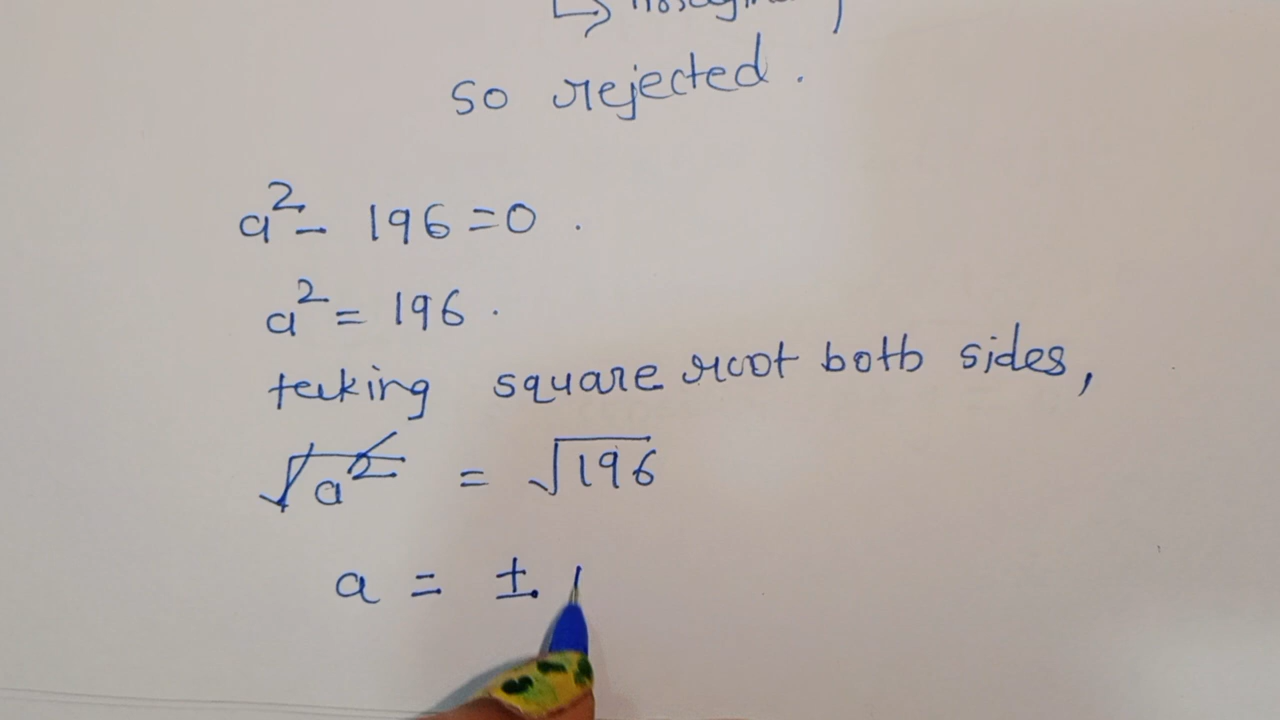 so rejected.
a² - 196 = 0.
a² = 196.
taking square root both sides,
√a² = √196
a = ±